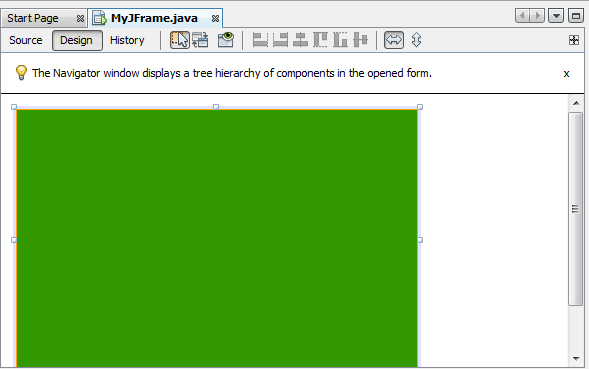 Start Page MyJFrame.java
Source Design History
The Navigator window displays a tree hierarchy of components in the opened form. x